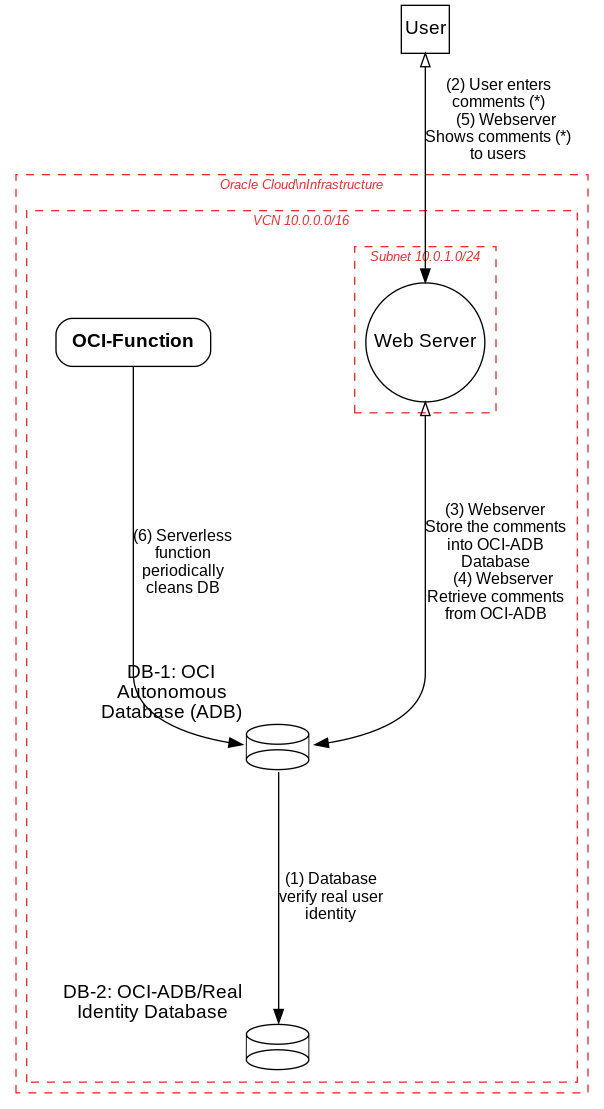 User
(2) User enters
comments (*)
(5) Webserver
Shows comments (*)
to users
Oracle Cloud\nInfrastructure
VCN 10.0.0.0/16
Subnet 10.0.1.0/24
OCI-Function
Web Server
(3) Webserver
Store the comments
into OCI-ADB
Database
(4) Webserver
Retrieve comments
from OCI-ADB
(6) Serverless
function
periodically
cleans DB
DB-1: OCI
Autonomous
Database (ADB)
(1) Database
verify real user
identity
DB-2: OCI-ADB/Real
Identity Database